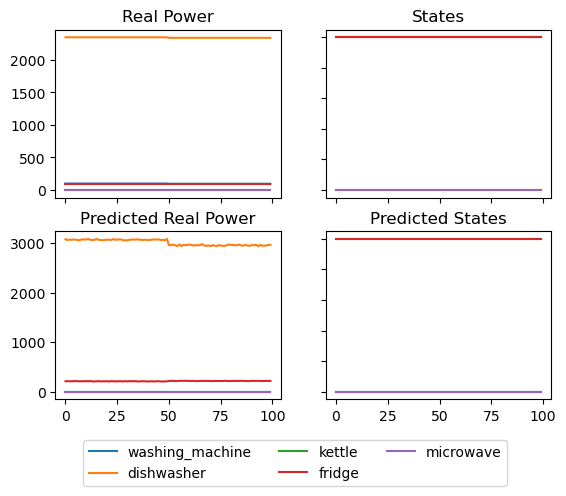 Real Power
States
2000
1500
1000
500
0
Predicted Real Power
Predicted States
3000
2000
1000
0
0 25 50 75 100
0 25 50 75 100
washing_machine kettle microwave
dishwasher fridge